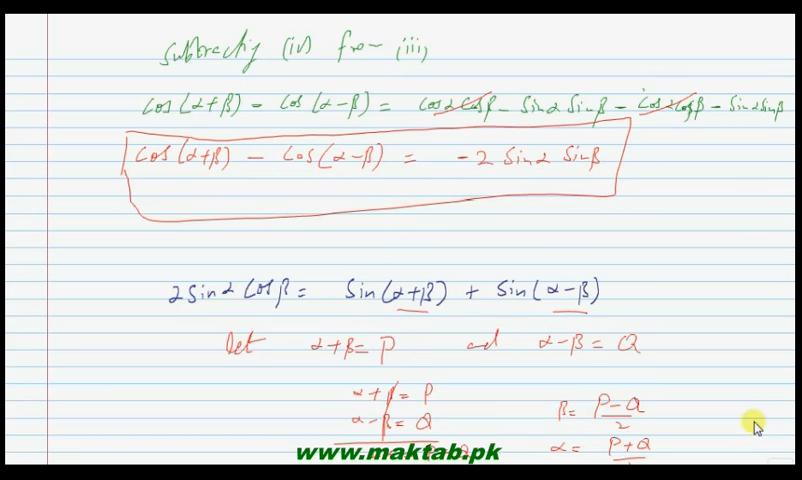 Subtracting (iv) from (iii)
Cos(α+β) - Cos(α-β) = Cosα Cosβ - Sinα Sinβ - Cosα Cosβ - Sinα Sinβ
Cos(α+β) - Cos(α-β) = -2 Sinα Sinβ
2 Sinα Cosβ = Sin(α+β) + Sin(α-β)
Let α+β = P and α-β = Q
α+β = P
α-β = Q
β = P-Q/2
α = P+Q
www.maktab.pk